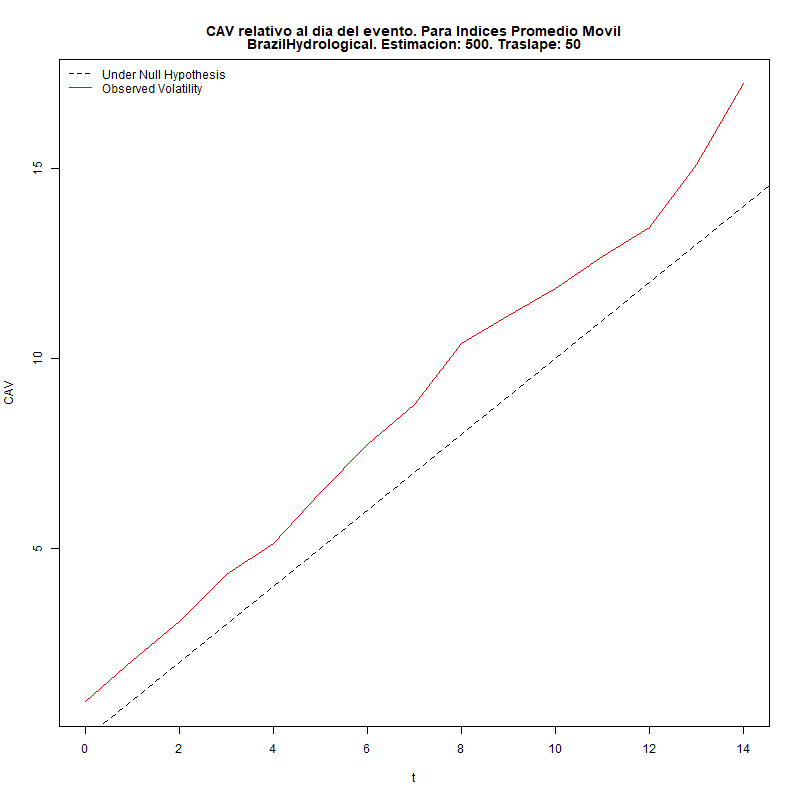 CAV relativo al dia del evento. Para Indices Promedio Movil
BrazilHydrological. Estimacion: 500. Traslape: 50
Under Null Hypothesis
Observed Volatility
15
10
5
CAV
0 2 4 6 8 10 12 14
t